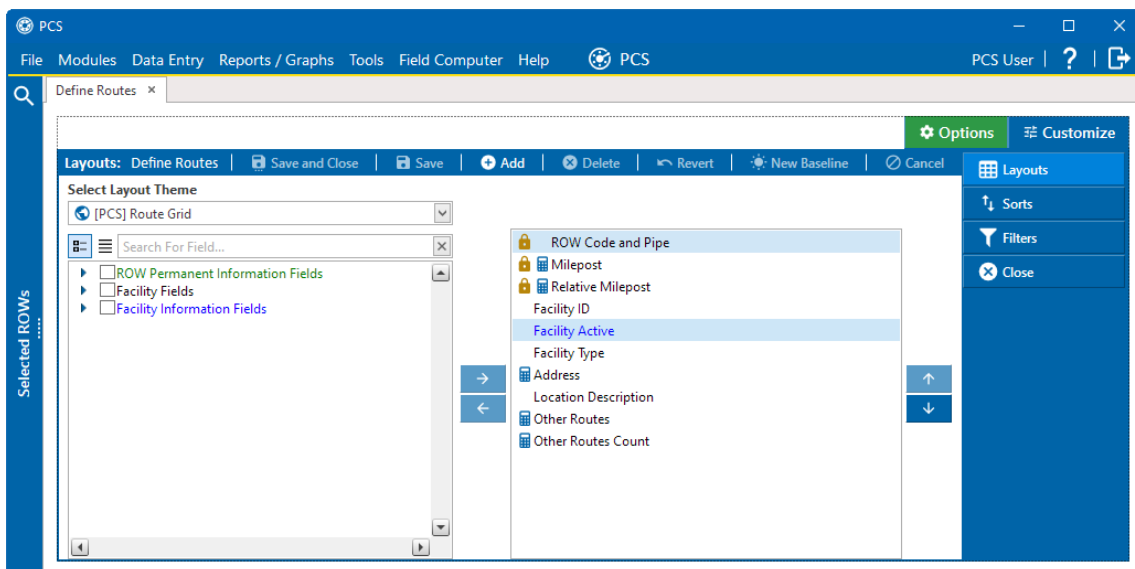 PCS
File Modules Data Entry Reports / Graphs Tools Field Computer Help PCS PCS User | ? |
Define Routes ×
Options Customize
Layouts: Define Routes | Save and Close | Save | Add | Delete | Revert | New Baseline | Cancel
Layouts
Sorts
Filters
Close
Select Layout Theme
[PCS] Route Grid
Search For Field...
ROW Permanent Information Fields
Facility Fields
Facility Information Fields
ROW Code and Pipe
Milepost
Relative Milepost
Facility ID
Facility Active
Facility Type
Address
Location Description
Other Routes
Other Routes Count
Selected ROWs